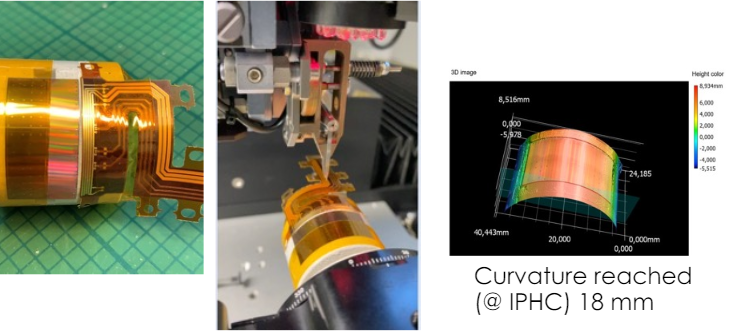 3D image
Height color
8,516mm
0,000
-5,978
24,185
40,443mm
20,000
0,000mm
0,000
8,934mm
6,000
4,000
2,000
0,000
-2,000
-4,000
-5,515
Curvature reached
(@ IPHC) 18 mm